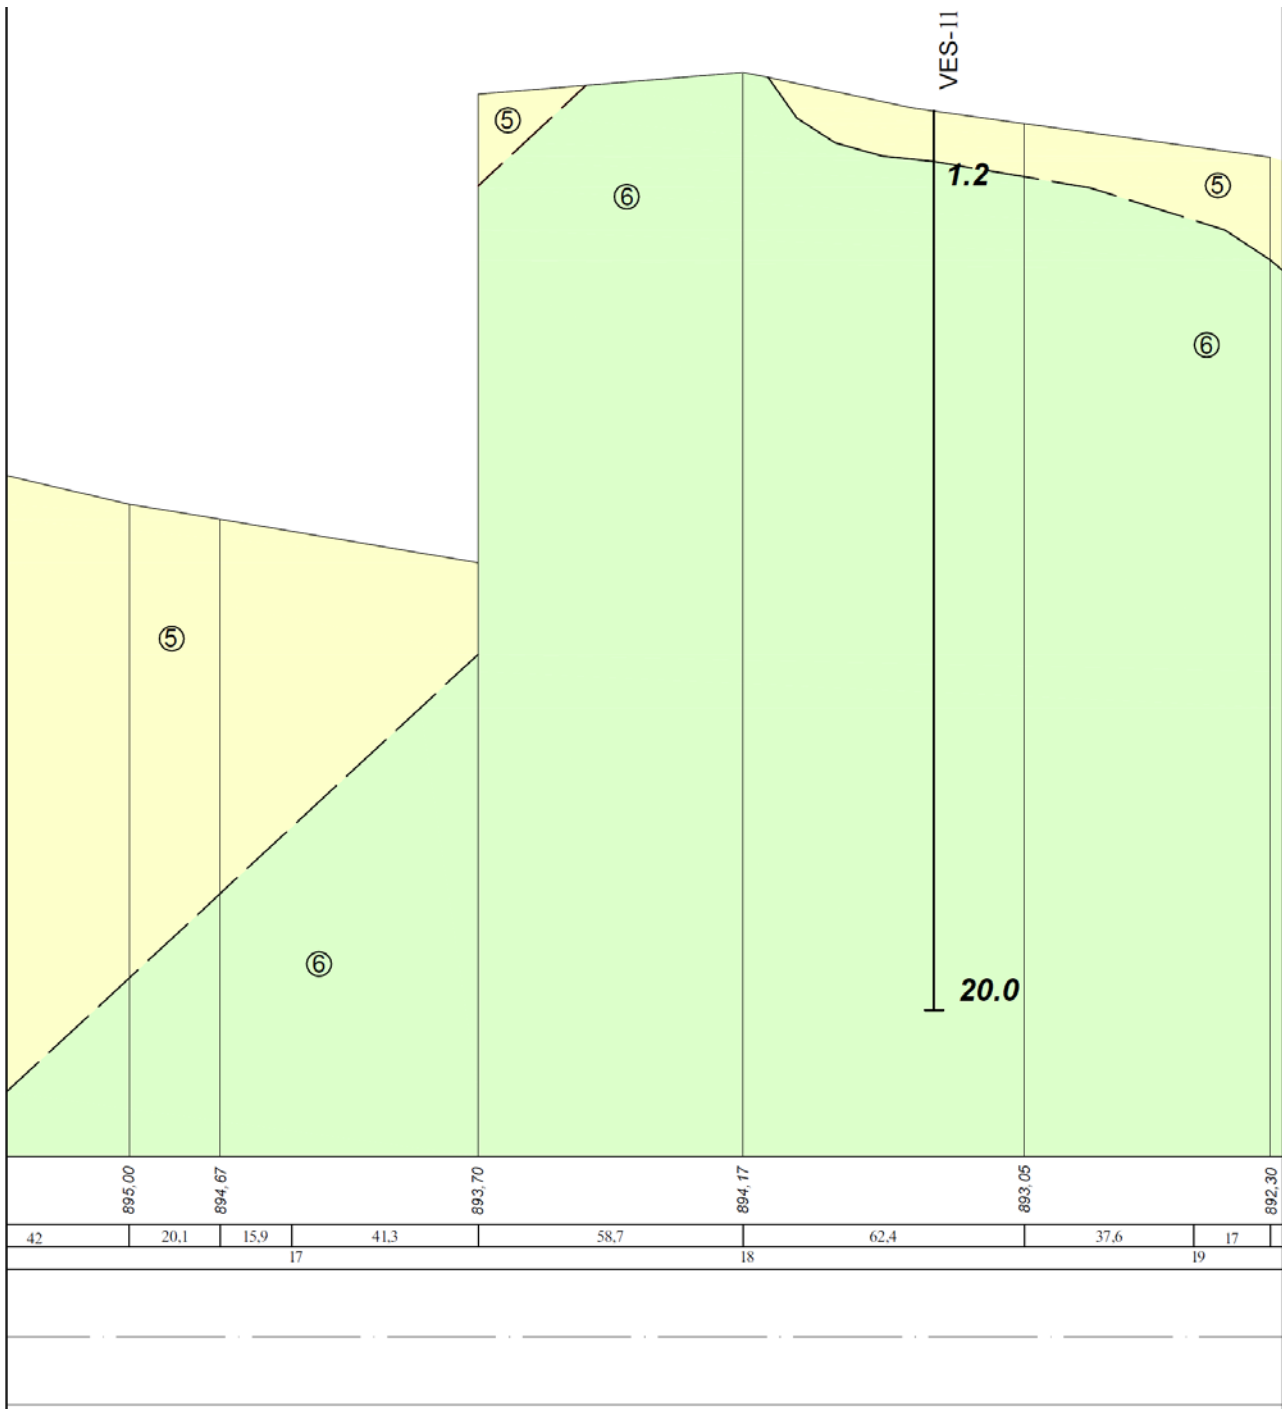 VES-11
⑤
1.2
⑤
⑥
⑥
⑤
⑥
20.0
895,00 894,67 893,70 894,17 893,05 892,30
42 20,1 15,9 41,3 58,7 62,4 37,6 17
17 18 19